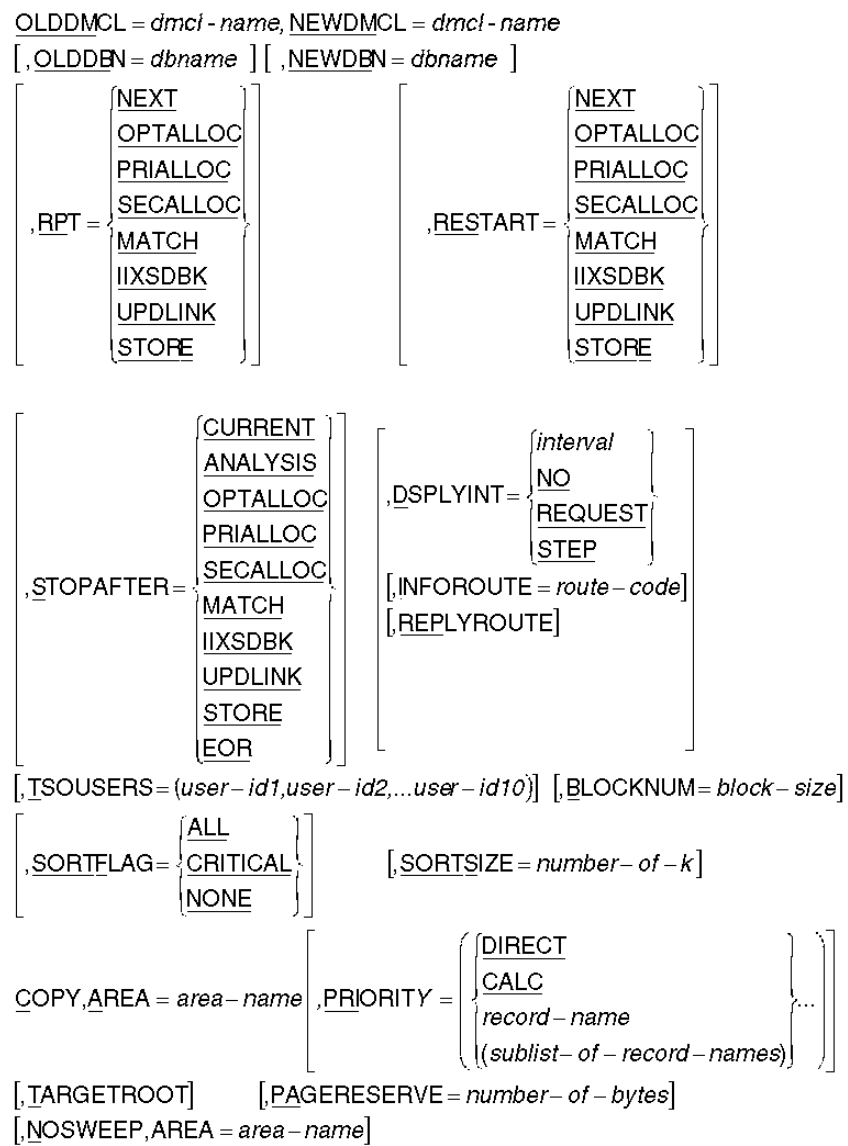 OLDDMCL = dmcl - name, NEWDMCL = dmcl - name
[ ,OLDDBN = dbname ] [ ,NEWDBN = dbname ]
NEXT NEXT
OPTALLOC OPTALLOC
PRIALLOC PRIALLOC
SECALLOC SECALLOC
,RPT = ,RESTART =
MATCH MATCH
IIXSDBK IIXSDBK
UPDLINK UPDLINK
STORE STORE
CURRENT
ANALYSIS
OPTALLOC
PRIALLOC
SECALLOC
,STOPAFTER =
MATCH
IIXSDBK
UPDLINK
STORE
EOR
interval
,DSPLYINT = NO
REQUEST
STEP
[,INFOROUTE = route – code]
[,REPLYROUTE]
[,TSOUSERS = (user – id1,user – id2,...user – id10)] [,BLOCKNUM = block – size]
ALL
,SORTFLAG = CRITICAL [,SORTSIZE = number – of – k]
NONE
DIRECT
CALC
COPY,AREA = area – name ,PRIORITY = ...
record – name
(sublist – of – record – names)
[,TARGETROOT] [,PAGERESERVE = number – of – bytes]
[,NOSWEEP,AREA = area – name]